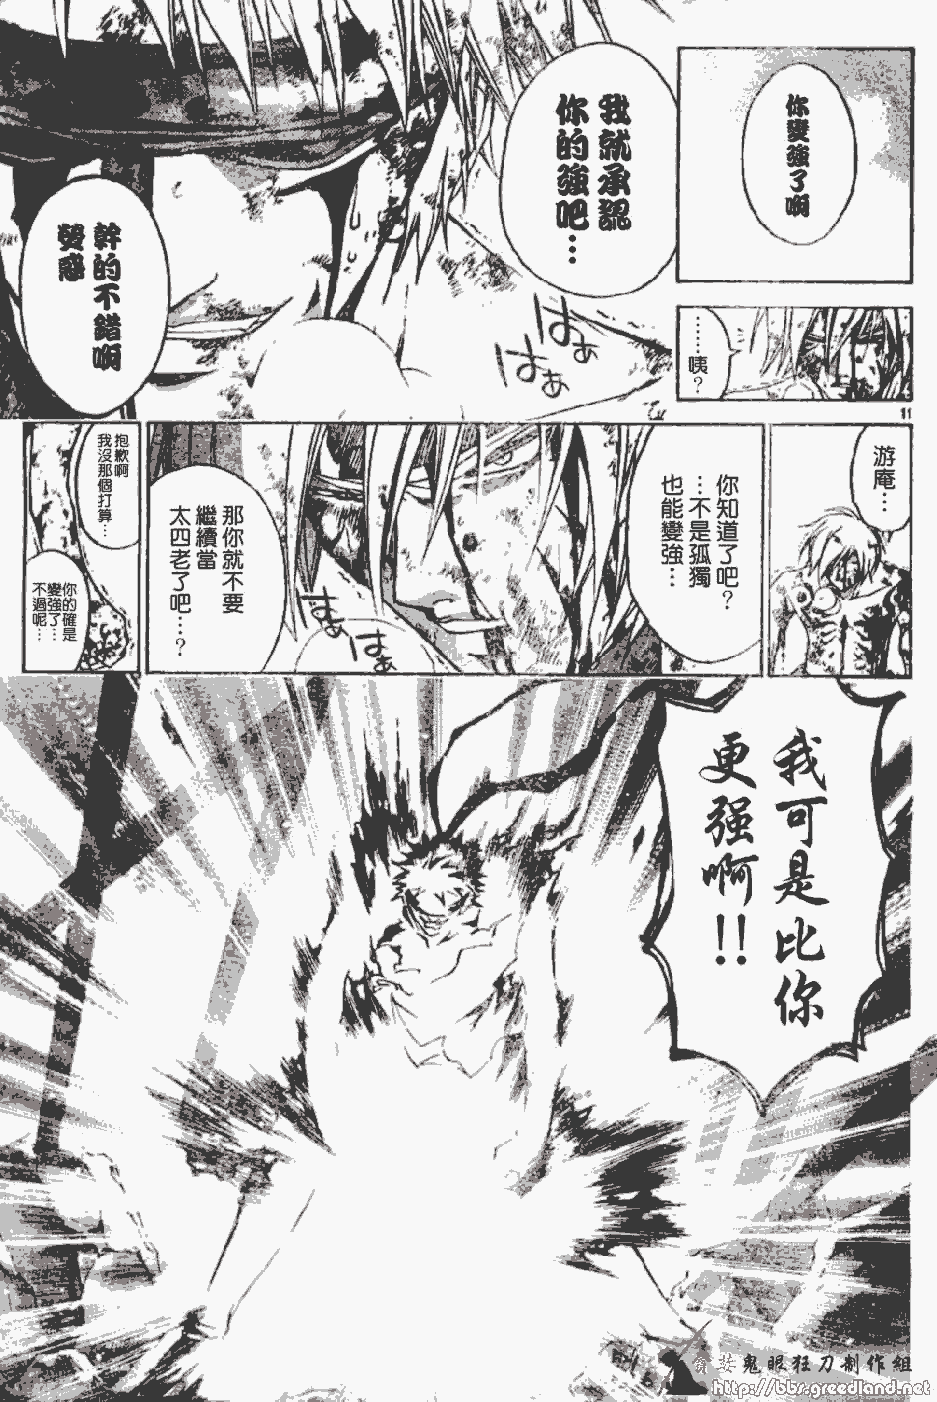 你變強了啊
我就承認
你的強吧…
幹的不錯啊
熒惑
はぁ
はぁ
……咦？
11
游庵…
你知道了吧？
…不是孤獨
也能變強…
那你就不要
繼續當
太四老了吧…？
はぁ
はぁ
抱歉啊
我沒那個打算…
你的確是
變強了…
不過呢…
我可是比你
更强啊!!
鬼眼狂刀制作組
http://bbs.greedland.net